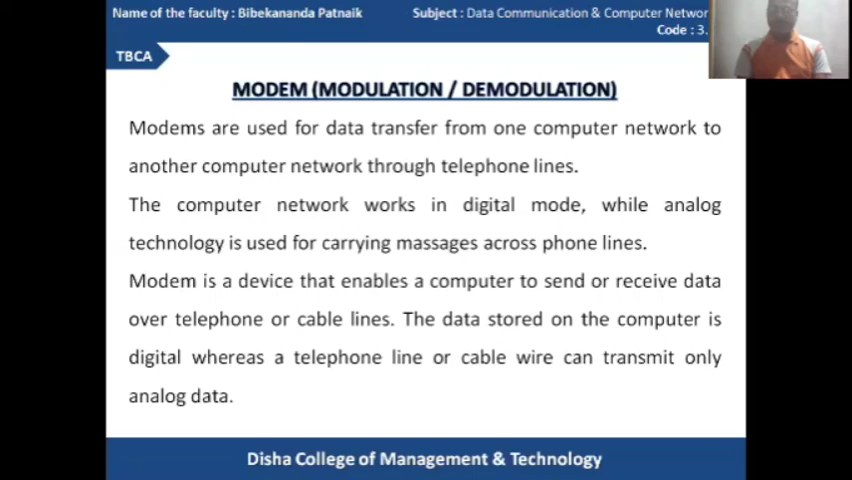 Name of the faculty : Bibekananda Patnaik
Subject : Data Communication & Computer
Code : 3.
TBCA
MODEM (MODULATION / DEMODULATION)
Modems are used for data transfer from one computer network to
another computer network through telephone lines.
The computer network works in digital mode, while analog
technology is used for carrying massages across phone lines.
Modem is a device that enables a computer to send or receive data
over telephone or cable lines. The data stored on the computer is
digital whereas a telephone line or cable wire can transmit only
analog data.
Disha College of Management & Technology